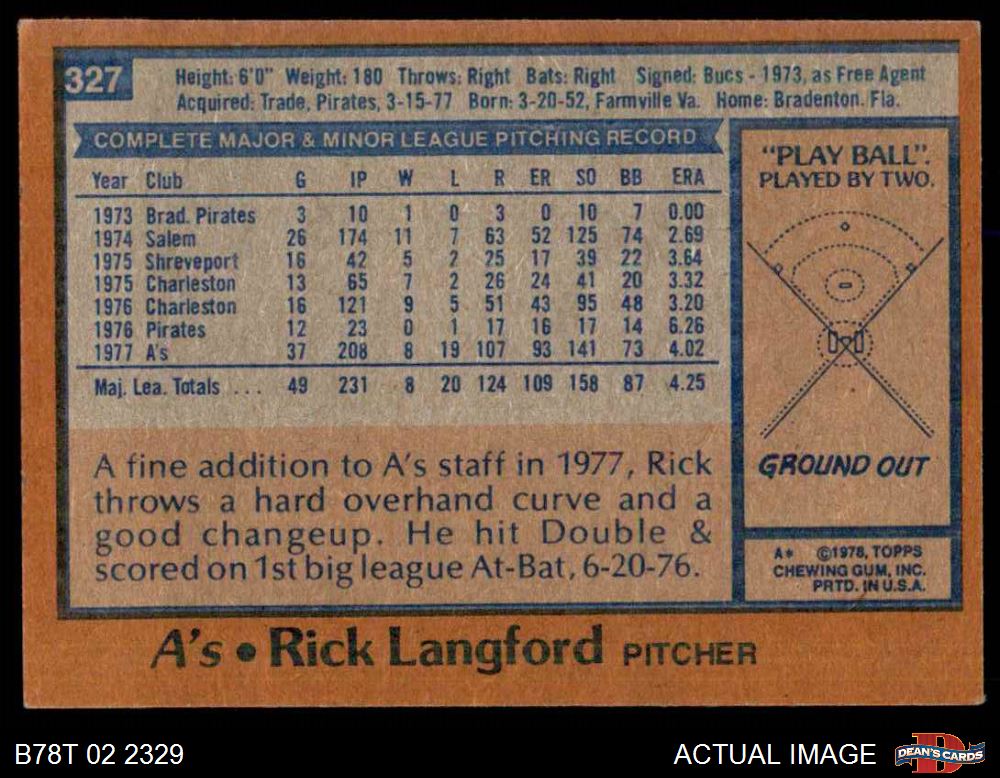 327
Height: 6'0" Weight: 180 Throws: Right Bats: Right Signed: Bucs - 1973, as Free Agent
Acquired: Trade, Pirates, 3-15-77 Born: 3-20-52, Farmville Va. Home: Bradenton. Fla.
COMPLETE MAJOR & MINOR LEAGUE PITCHING RECORD
Year Club G IP W L R ER SO BB ERA
1973 Brad. Pirates 3 10 1 0 3 0 10 7 0.00
1974 Salem 26 174 11 7 63 52 125 74 2.69
1975 Shreveport 16 42 5 2 25 17 39 22 3.64
1975 Charleston 13 65 7 2 26 24 41 20 3.32
1976 Charleston 16 121 9 5 51 43 95 48 3.20
1976 Pirates 12 23 0 1 17 16 17 14 6.26
1977 A's 37 208 8 19 107 93 141 73 4.02
Maj. Lea. Totals ... 49 231 8 20 124 109 158 87 4.25
A fine addition to A's staff in 1977, Rick
throws a hard overhand curve and a
good changeup. He hit Double &
scored on 1st big league At-Bat, 6-20-76.
"PLAY BALL".
PLAYED BY TWO.
GROUND OUT
A* ©1978, TOPPS
CHEWING GUM, INC.
PRTD. IN U.S.A.
A's • Rick Langford PITCHER
B78T 02 2329
ACTUAL IMAGE
DEAN'S CARDS